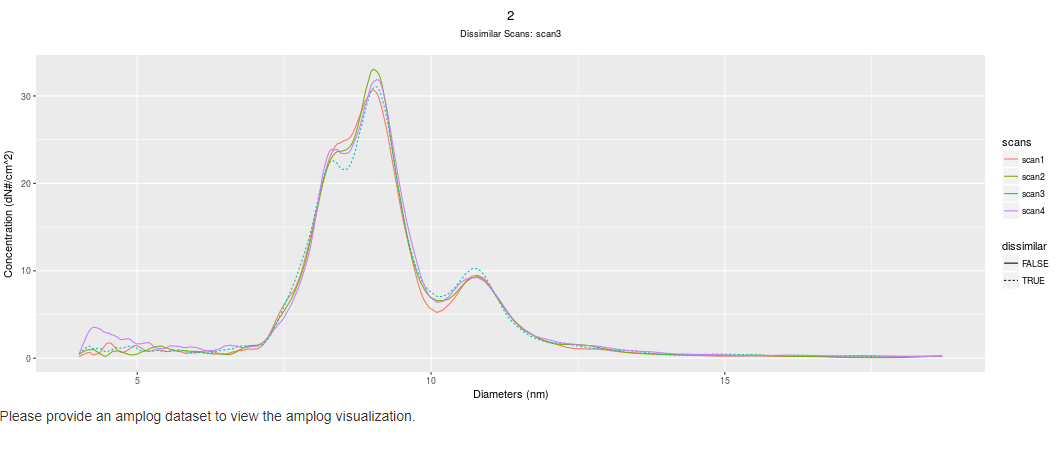 2
Dissimilar Scans: scan3
Concentration (dN#/cm^2)
30
20
10
0
5
10
15
Diameters (nm)
scans
scan1
scan2
scan3
scan4
dissimilar
FALSE
TRUE
Please provide an amplog dataset to view the amplog visualization.